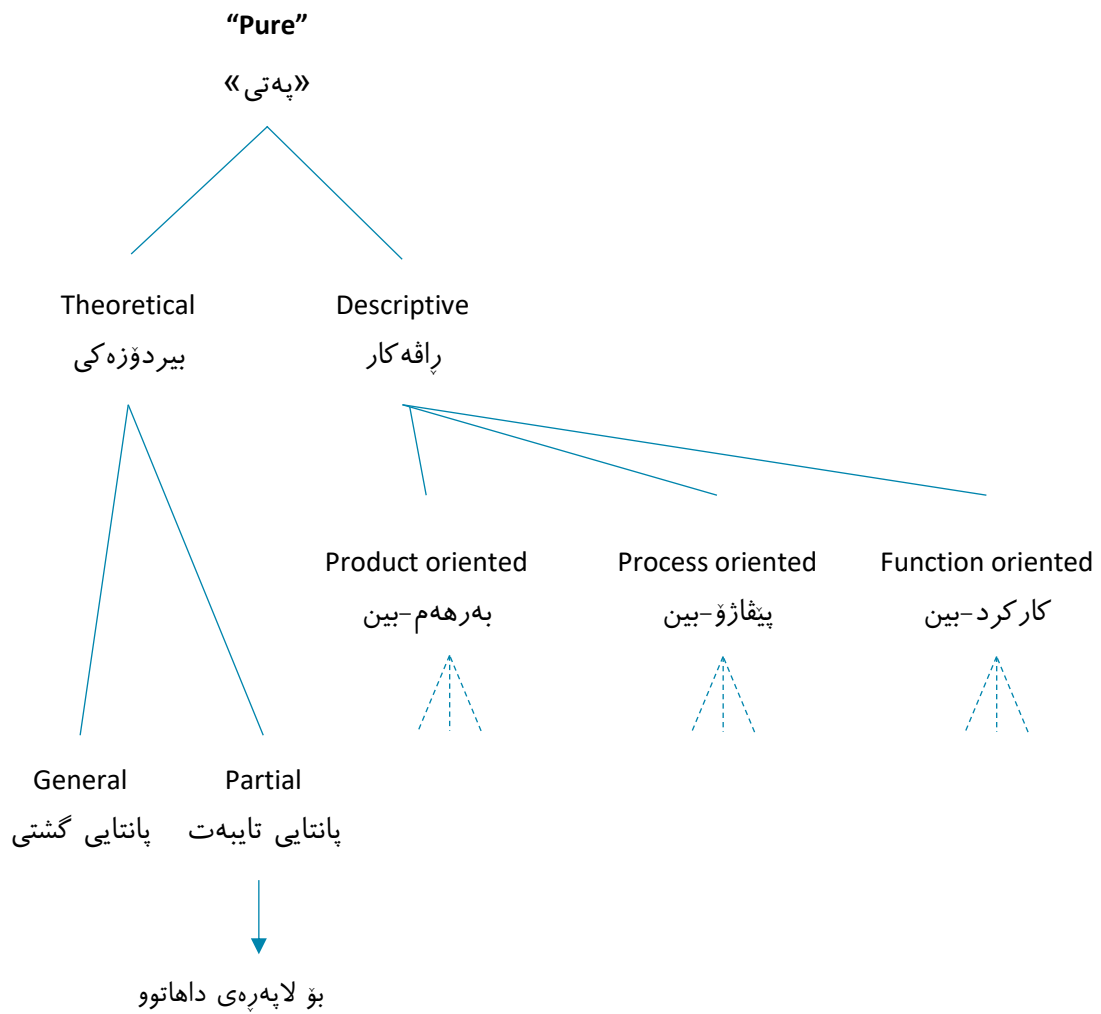 “Pure”
«پەتی»
Theoretical
بیردۆزەکی
Descriptive
ڕاڤەکار
Product oriented
بەرهەم-بین
Process oriented
پێڤاژۆ-بین
Function oriented
کارکرد-بین
General
پانتایی گشتی
Partial
پانتایی تایبەت
بۆ لاپەڕەی داهاتوو